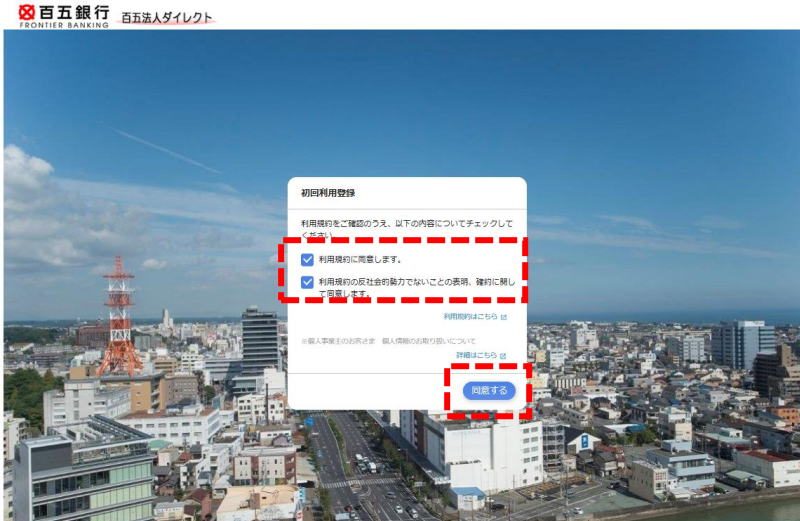 百五銀行
FRONTIER BANKING
百五法人ダイレクト
初回利用登録
利用規約をご確認のうえ、以下の内容についてチェックして
ください
利用規約に同意します。
利用規約の反社会的勢力でないことの表明、確約に関し
て同意します。
利用規約はこちら
※個人事業主のお客さま 個人情報のお取り扱いについて
詳細はこちら
同意する